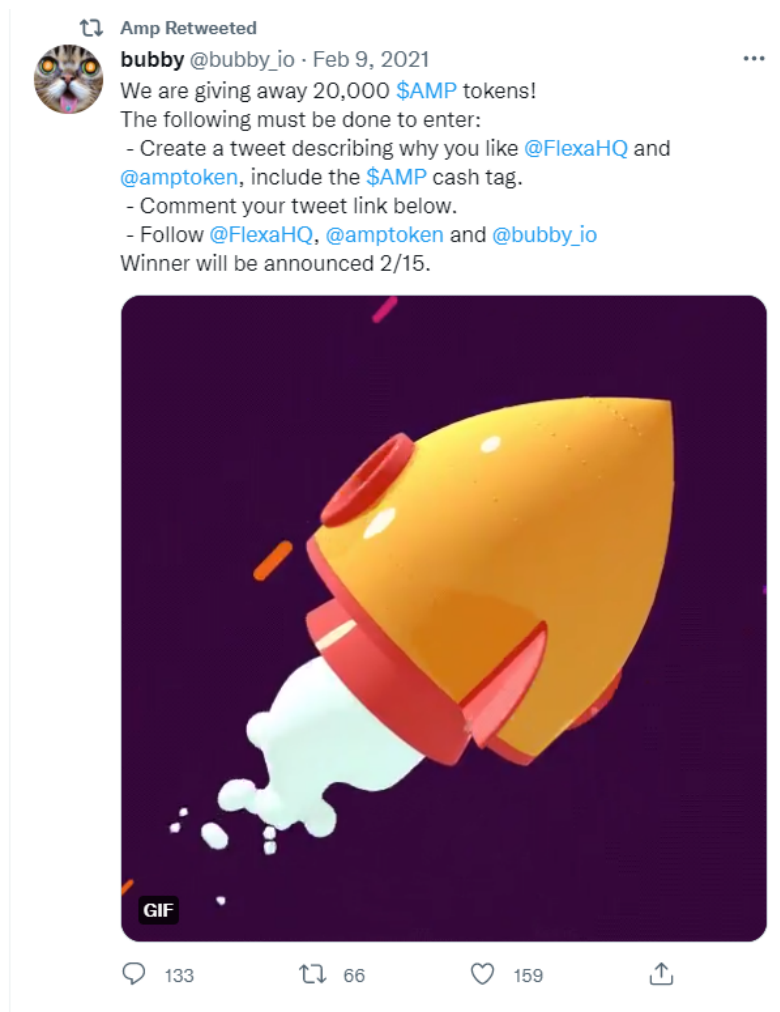 Amp Retweeted
bubby @bubby_io · Feb 9, 2021
We are giving away 20,000 $AMP tokens!
The following must be done to enter:
- Create a tweet describing why you like @FlexaHQ and
@amptoken, include the $AMP cash tag.
- Comment your tweet link below.
- Follow @FlexaHQ, @amptoken and @bubby_io
Winner will be announced 2/15.
GIF
133 66 159